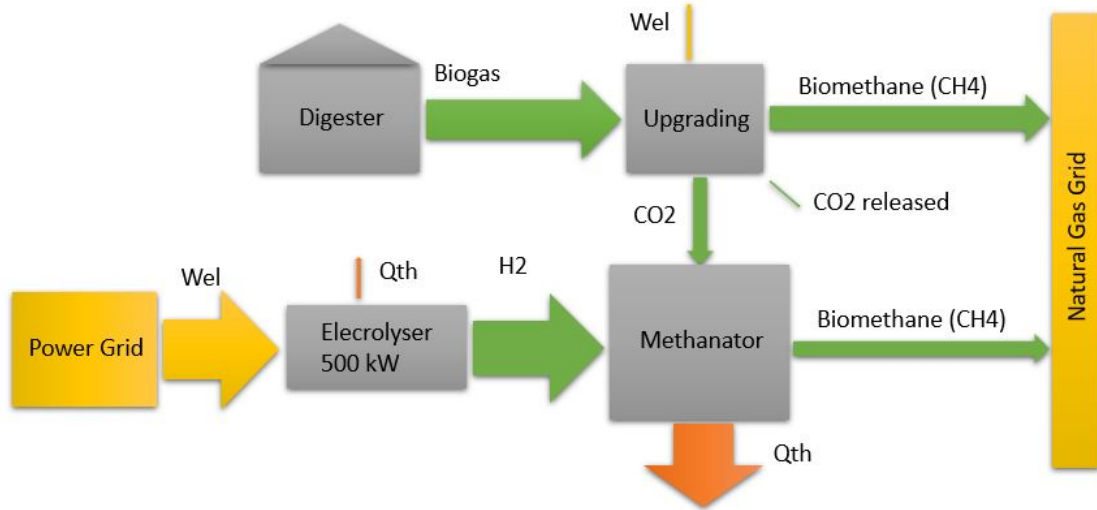 Wel
Biogas
Biomethane (CH4)
Digester
Upgrading
CO2
CO2 released
Wel
Qth
H2
Power Grid
Elecrolyser
500 kW
Methanator
Biomethane (CH4)
Qth
Natural Gas Grid